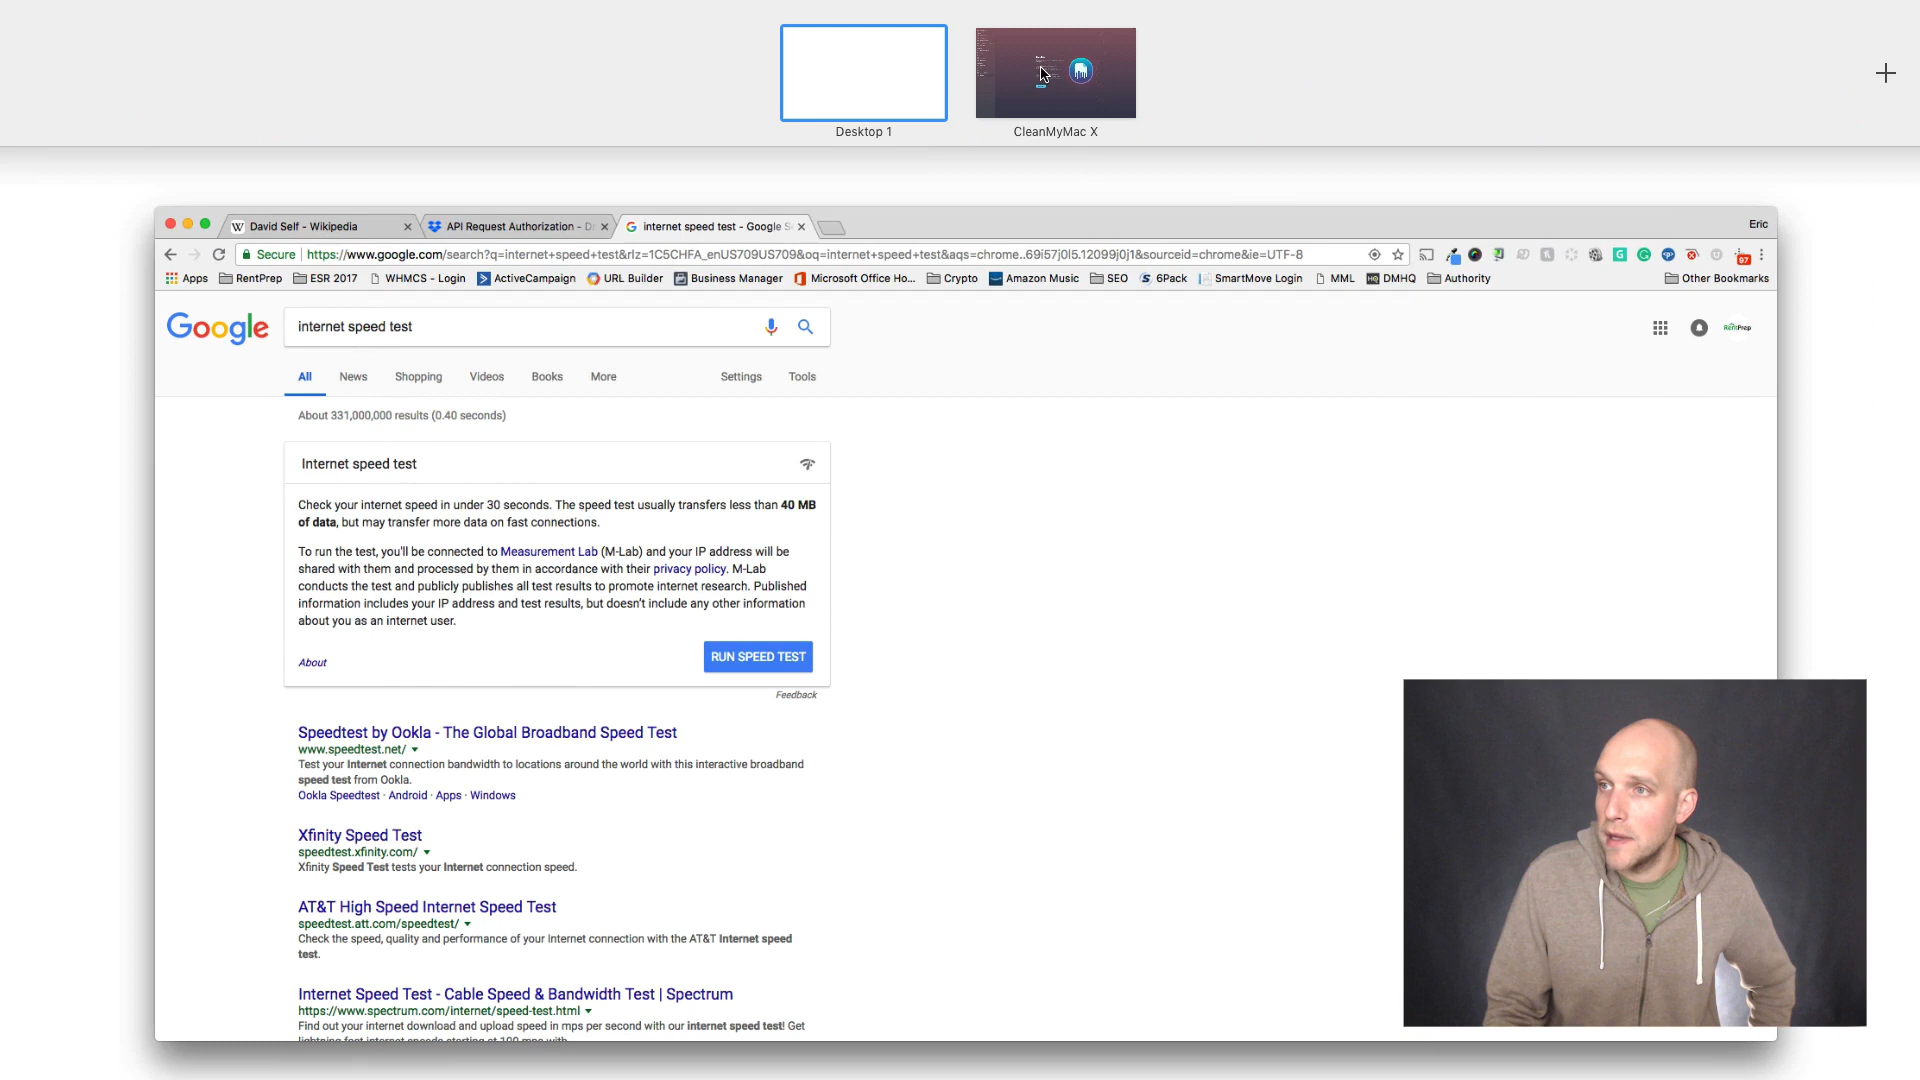 Desktop 1
CleanMyMac X
David Self - Wikipedia
API Request Authorization - Dr
internet speed test - Google S
Eric
Secure
https://www.google.com/search?q=internet+speed+test&rlz=1C5CHFA_enUS709US709&oq=internet+speed+test&aqs=chrome..69i57j0l5.12099j0j1&sourceid=chrome&ie=UTF-8
97
Apps
RentPrep
ESR 2017
WHMCS - Login
ActiveCampaign
URL Builder
Business Manager
Microsoft Office Ho...
Crypto
Amazon Music
SEO
6Pack
SmartMove Login
MML
DMHQ
Authority
Other Bookmarks
Google
internet speed test
RentPrep
All
News
Shopping
Videos
Books
More
Settings
Tools
About 331,000,000 results (0.40 seconds)
Internet speed test
Check your internet speed in under 30 seconds. The speed test usually transfers less than 40 MB
of data, but may transfer more data on fast connections.
To run the test, you'll be connected to Measurement Lab (M-Lab) and your IP address will be
shared with them and processed by them in accordance with their privacy policy. M-Lab
conducts the test and publicly publishes all test results to promote internet research. Published
information includes your IP address and test results, but doesn't include any other information
about you as an internet user.
About
RUN SPEED TEST
Feedback
Speedtest by Ookla - The Global Broadband Speed Test
www.speedtest.net/
Test your Internet connection bandwidth to locations around the world with this interactive broadband
speed test from Ookla.
Ookla Speedtest · Android · Apps · Windows
Xfinity Speed Test
speedtest.xfinity.com/
Xfinity Speed Test tests your Internet connection speed.
AT&T High Speed Internet Speed Test
speedtest.att.com/speedtest/
Check the speed, quality and performance of your Internet connection with the AT&T Internet speed
test.
Internet Speed Test - Cable Speed & Bandwidth Test | Spectrum
https://www.spectrum.com/internet/speed-test.html
Find out your internet download and upload speed in mps per second with our internet speed test! Get
lightning fast internet speeds starting at 100 mps with